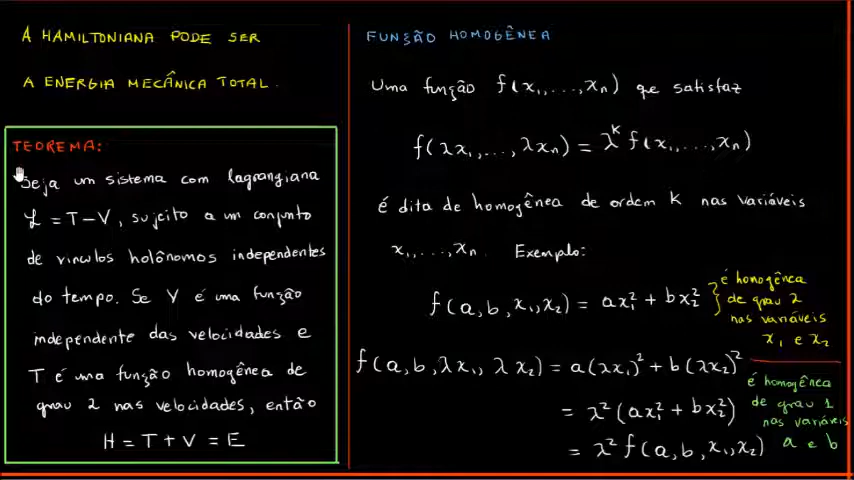 A HAMILTONIANA PODE SER
A ENERGIA MECÂNICA TOTAL.
TEOREMA:
Seja um sistema com lagrangiana
ℒ = T - V, sujeito a um conjunto
de vínculos holônomos independentes
do tempo. Se V é uma função
independente das velocidades e
T é uma função homogênea de
grau 2 nas velocidades, então
H = T + V = E
FUNÇÃO HOMOGÊNEA
Uma função f(x₁,...,xₙ) que satisfaz
f(λx₁,...,λxₙ) = λᴷ f(x₁,...,xₙ)
é dita de homogênea de ordem K nas variáveis
x₁,...,xₙ. Exemplo:
f(a,b,x₁,x₂) = ax₁² + bx₂²
é homogênea
de grau 2
nas variáveis
x₁ e x₂
f(a,b,λx₁,λx₂) = a(λx₁)² + b(λx₂)²
= λ²(ax₁² + bx₂²)
= λ² f(a,b,x₁,x₂)
é homogênea
de grau 1
nas variáveis
a e b